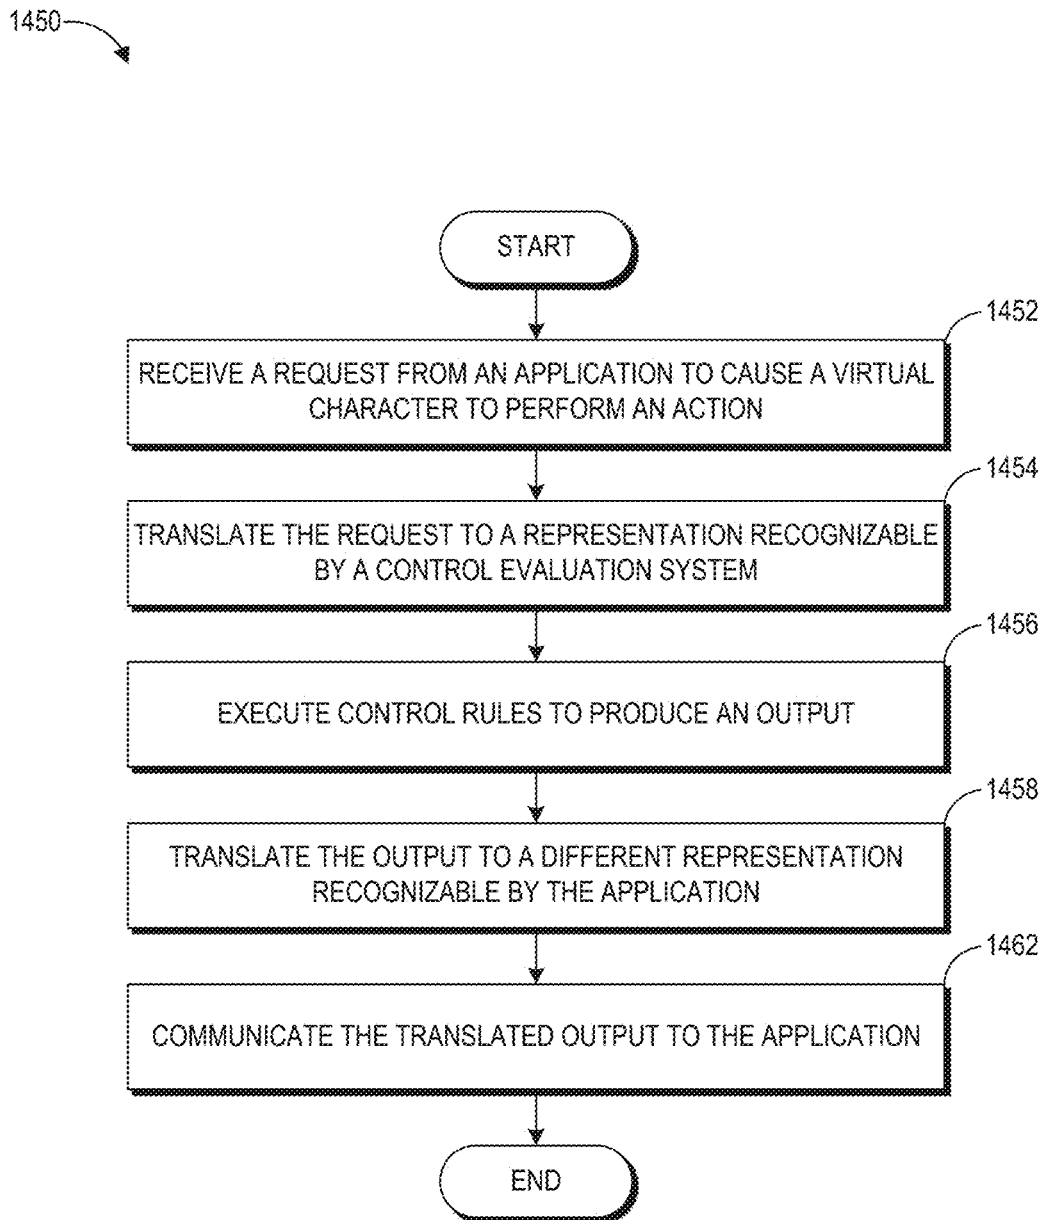 1450
START
1452
RECEIVE A REQUEST FROM AN APPLICATION TO CAUSE A VIRTUAL
CHARACTER TO PERFORM AN ACTION
1454
TRANSLATE THE REQUEST TO A REPRESENTATION RECOGNIZABLE
BY A CONTROL EVALUATION SYSTEM
1456
EXECUTE CONTROL RULES TO PRODUCE AN OUTPUT
1458
TRANSLATE THE OUTPUT TO A DIFFERENT REPRESENTATION
RECOGNIZABLE BY THE APPLICATION
1462
COMMUNICATE THE TRANSLATED OUTPUT TO THE APPLICATION
END